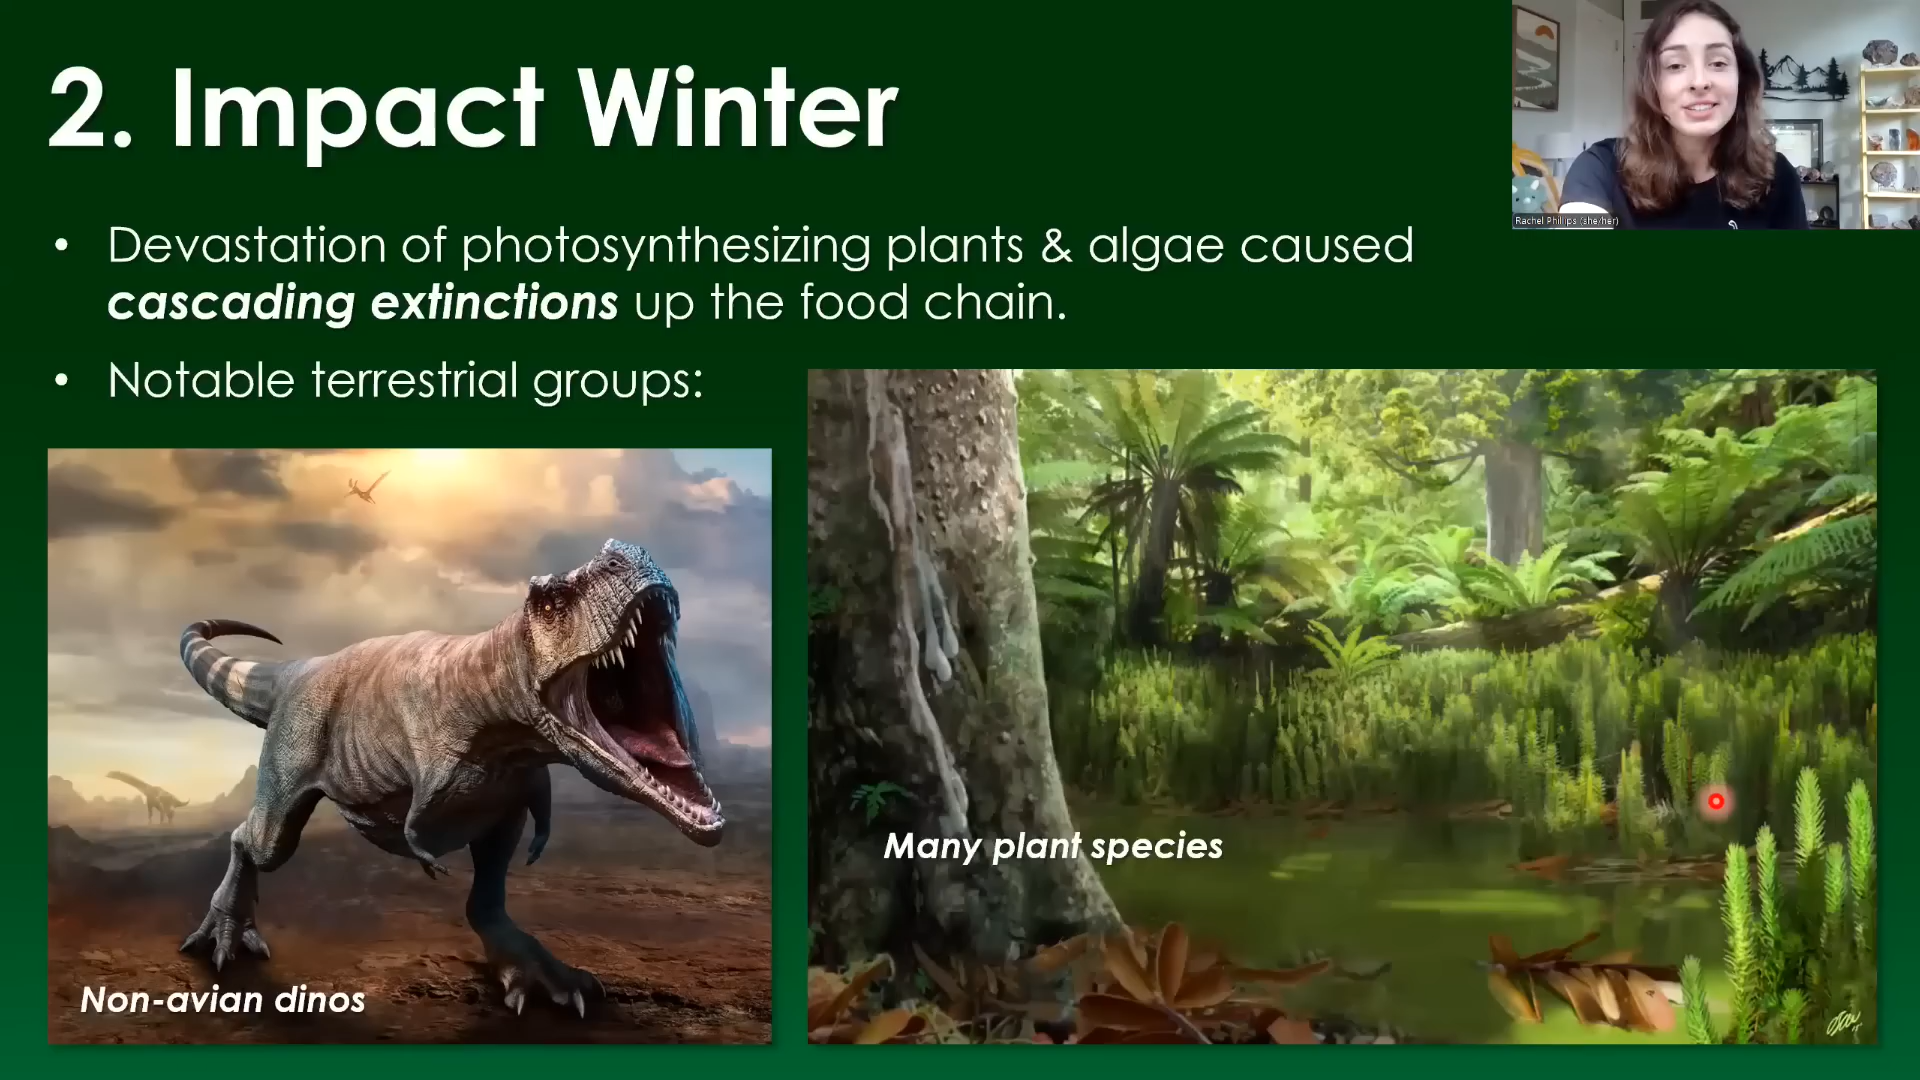 2. Impact Winter
Rachel Phillips (she/her)
• Devastation of photosynthesizing plants & algae caused
cascading extinctions up the food chain.
• Notable terrestrial groups:
Many plant species
Non-avian dinos